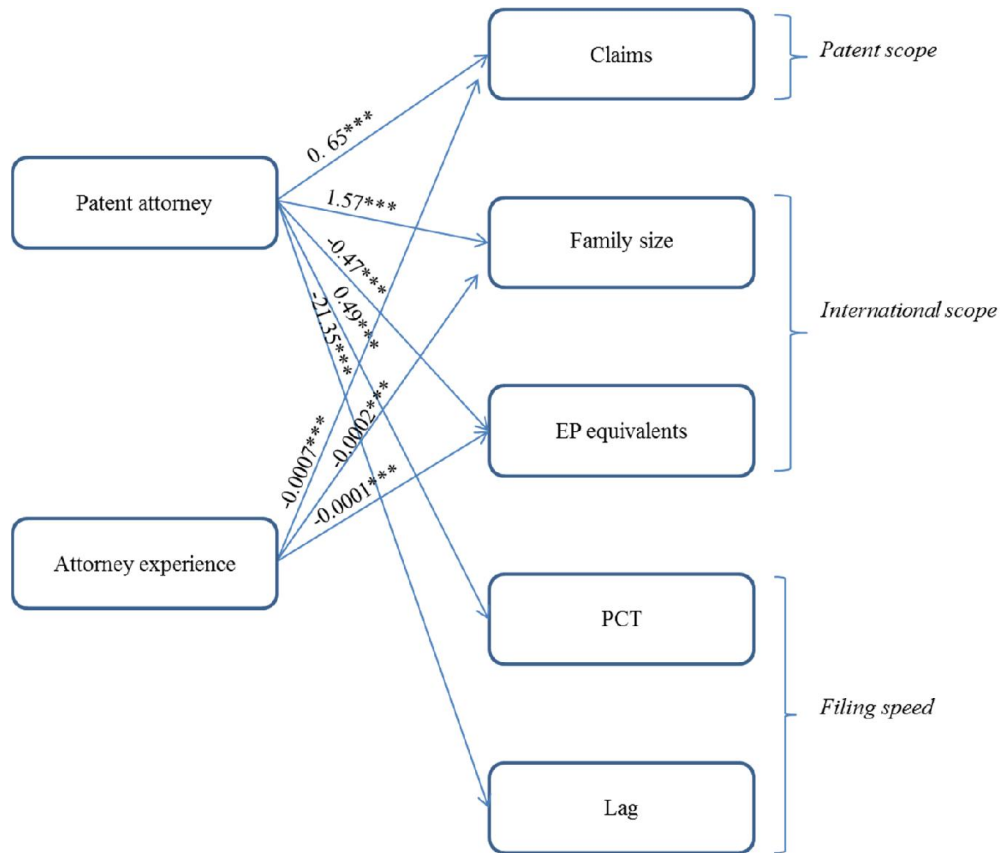 Claims
Patent scope
0. 65***
Patent attorney
1.57***
Family size
-0.47***
0.49***
-21.35***
International scope
EP equivalents
-0.0007***
-0.0002***
-0.0001***
Attorney experience
PCT
Filing speed
Lag